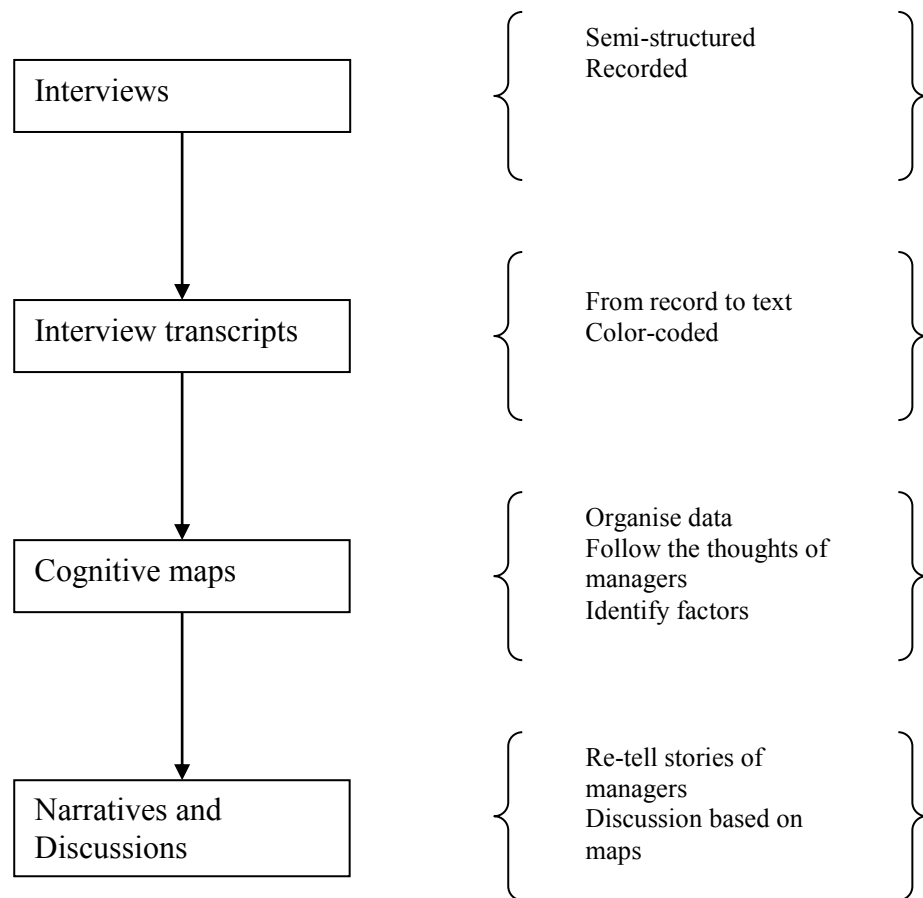 Interviews
Semi-structured
Recorded
Interview transcripts
From record to text
Color-coded
Cognitive maps
Organise data
Follow the thoughts of
managers
Identify factors
Narratives and
Discussions
Re-tell stories of
managers
Discussion based on
maps